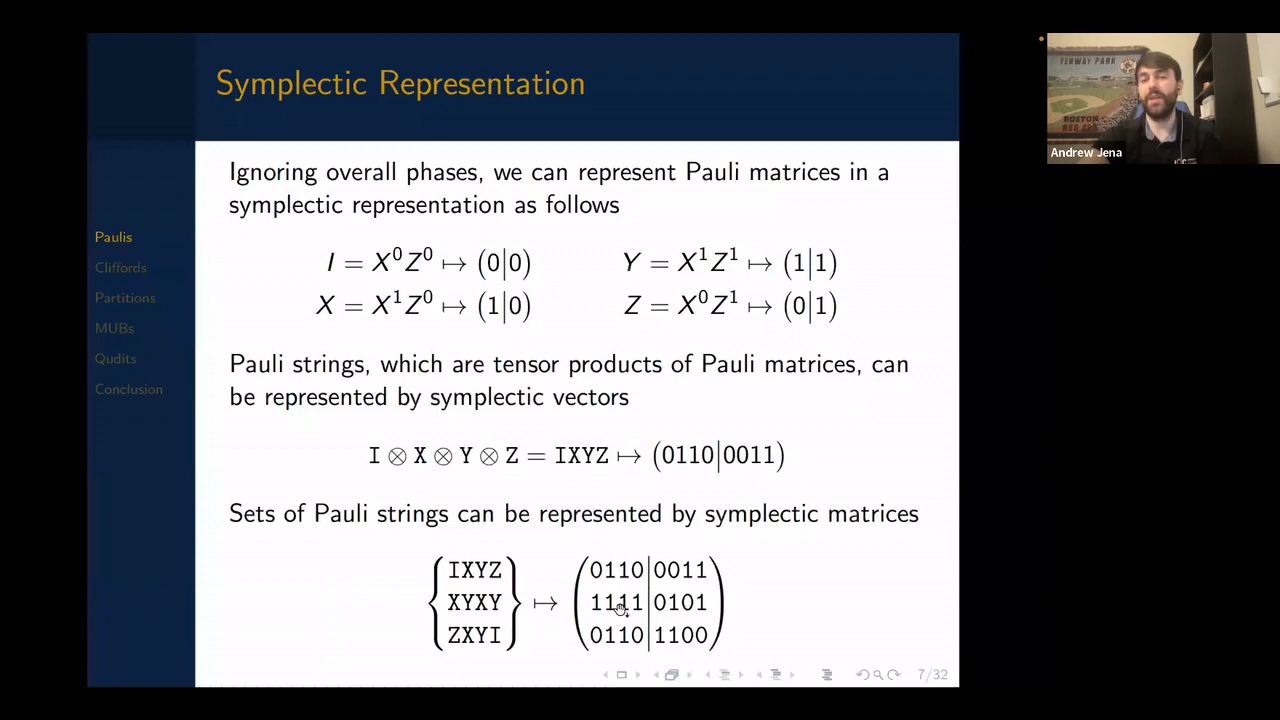 Symplectic Representation
Ignoring overall phases, we can represent Pauli matrices in a
symplectic representation as follows
I = X⁰Z⁰ ↦ (0|0) Y = X¹Z¹ ↦ (1|1)
X = X¹Z⁰ ↦ (1|0) Z = X⁰Z¹ ↦ (0|1)
Pauli strings, which are tensor products of Pauli matrices, can
be represented by symplectic vectors
I ⊗ X ⊗ Y ⊗ Z = IXYZ ↦ (0110|0011)
Sets of Pauli strings can be represented by symplectic matrices
IXYZ 0110|0011
XYXY ↦ 1111|0101
ZXYI 0110|1100
7/32
Paulis
Cliffords
Partitions
MUBs
Qudits
Conclusion
FENWAY PARK
BOSTON
RED SOX
Andrew Jena